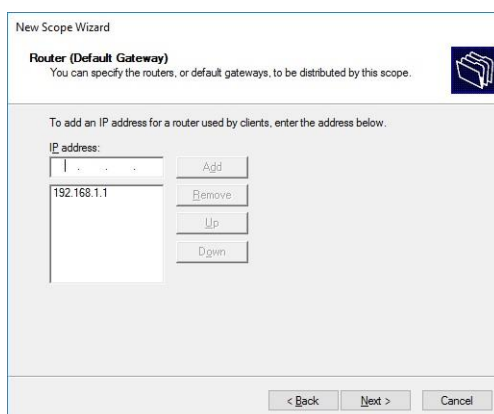 New Scope Wizard
Router (Default Gateway)
You can specify the routers, or default gateways, to be distributed by this scope.
To add an IP address for a router used by clients, enter the address below.
IP address:
. . .
Add
192.168.1.1
Remove
Up
Down
< Back
Next >
Cancel